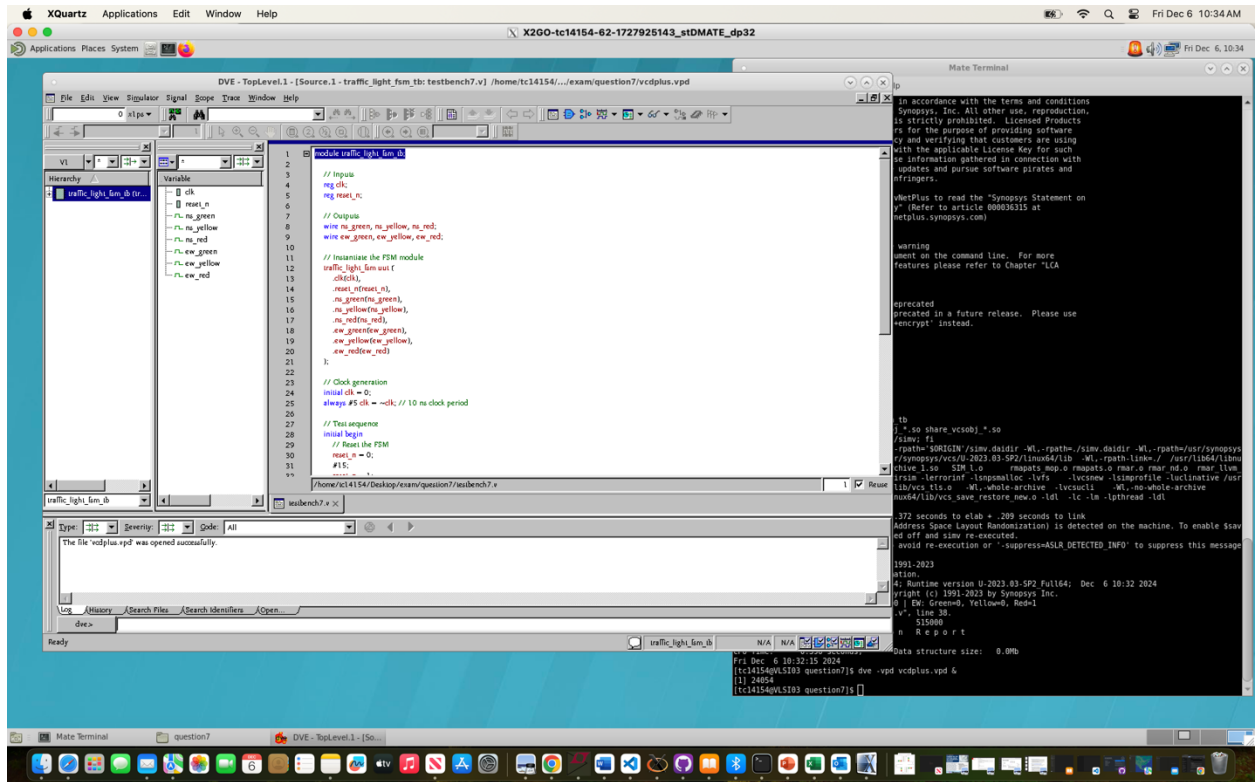 XQuartz Applications Edit Window Help
Fri Dec 6 10:34 AM
X2GO-tc14154-62-1727925143_stDMATE_dp32
Applications Places System
Fri Dec 6, 10:34
DVE - TopLevel.1 - [Source.1 - traffic_light_fsm_tb: testbench7.v] /home/tc14154/.../exam/question7/vcdplus.vpd
File Edit View Simulator Signal Scope Trace Window Help
0 x1ps
V1
Hierarchy
traffic_light_fsm_tb (tr...
traffic_light_fsm_tb
Variable
clk
reset_n
ns_green
ns_yellow
ns_red
ew_green
ew_yellow
ew_red
1 module traffic_light_fsm_tb;
2
3 // Inputs
4 reg clk;
5 reg reset_n;
6
7 // Outputs
8 wire ns_green, ns_yellow, ns_red;
9 wire ew_green, ew_yellow, ew_red;
10
11 // Instantiate the FSM module
12 traffic_light_fsm uut (
13 .clk(clk),
14 .reset_n(reset_n),
15 .ns_green(ns_green),
16 .ns_yellow(ns_yellow),
17 .ns_red(ns_red),
18 .ew_green(ew_green),
19 .ew_yellow(ew_yellow),
20 .ew_red(ew_red)
21 );
22
23 // Clock generation
24 initial clk = 0;
25 always #5 clk = ~clk; // 10 ns clock period
26
27 // Test sequence
28 initial begin
29 // Reset the FSM
30 reset_n = 0;
31 #15;
/home/tc14154/Desktop/exam/question7/testbench7.v
1 Reuse
testbench7.v
Type: Severity: Code: All
The file 'vcdplus.vpd' was opened successfully.
Log History Search Files Search Identifiers Open...
dve>
Ready
traffic_light_fsm_tb N/A N/A
Mate Terminal
lp
in accordance with the terms and conditions
Synopsys, Inc. All other use, reproduction,
is strictly prohibited. Licensed Products
rs for the purpose of providing software
cy and verifying that customers are using
with the applicable License Key for such
se information gathered in connection with
updates and pursue software pirates and
nfringers.
vNetPlus to read the "Synopsys Statement on
y" (Refer to article 000036315 at
netplus.synopsys.com)
warning
ument on the command line. For more
features please refer to Chapter "LCA
eprecated
precated in a future release. Please use
+encrypt' instead.
_tb
j_*.so share_vcsobj_*.so
/simv; fi
-rpath='$ORIGIN'/simv.daidir -Wl,-rpath=./simv.daidir -Wl,-rpath=/usr/synopsys
r/synopsys/vcs/U-2023.03-SP2/linux64/lib -Wl,-rpath-link=./ /usr/lib64/libnu
chive_1.so SIM_l.o rmapats_mop.o rmapats.o rmar.o rmar_nd.o rmar_llvm_
irsim -lerrorinf -lsnpsmalloc -lvfs -lvcsnew -lsimprofile -luclinative /usr
lib/vcs_tls.o -Wl,-whole-archive -lvcsucli -Wl,-no-whole-archive
nux64/lib/vcs_save_restore_new.o -ldl -lc -lm -lpthread -ldl
.372 seconds to elab + .209 seconds to link
Address Space Layout Randomization) is detected on the machine. To enable $sav
ed off and simv re-executed.
avoid re-execution or '-suppress=ASLR_DETECTED_INFO' to suppress this message
1991-2023
ation.
4; Runtime version U-2023.03-SP2_Full64; Dec 6 10:32 2024
yright (c) 1991-2023 by Synopsys Inc.
0 | EW: Green=0, Yellow=0, Red=1
.v", line 38.
515000
n R e p o r t
Data structure size: 0.0Mb
Fri Dec 6 10:32:15 2024
[tc14154@VLSI03 question7]$ dve -vpd vcdplus.vpd &
[1] 24054
[tc14154@VLSI03 question7]$
Mate Terminal question7 DVE - TopLevel.1 - [So...